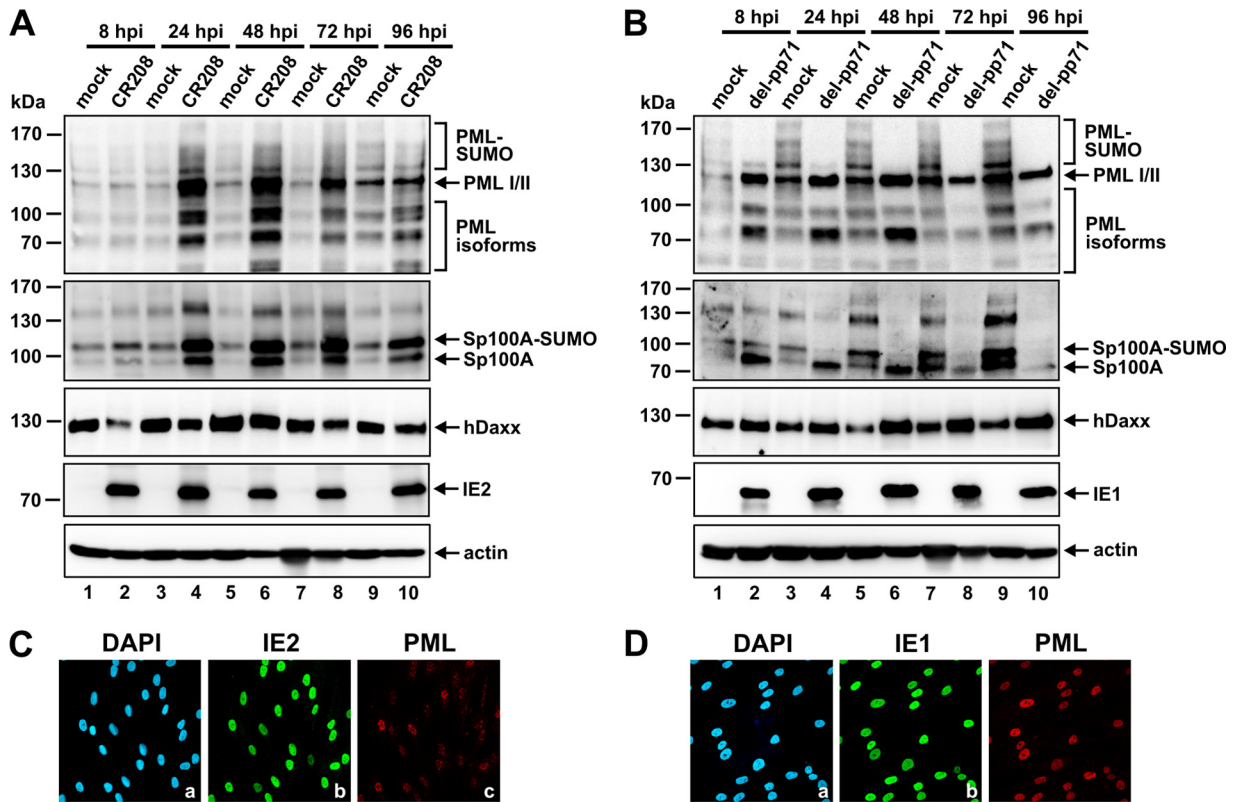 A
8 hpi 24 hpi 48 hpi 72 hpi 96 hpi
mock CR208 mock CR208 mock CR208 mock CR208 mock CR208
kDa
170
130
100
70
PML-SUMO
PML I/II
PML isoforms
170
130
100
Sp100A-SUMO
Sp100A
130
hDaxx
70
IE2
actin
1 2 3 4 5 6 7 8 9 10
B
8 hpi 24 hpi 48 hpi 72 hpi 96 hpi
mock del-pp71 mock del-pp71 mock del-pp71 mock del-pp71 mock del-pp71
kDa
170
130
100
70
PML-SUMO
PML I/II
PML isoforms
170
130
100
70
Sp100A-SUMO
Sp100A
130
hDaxx
70
IE1
actin
1 2 3 4 5 6 7 8 9 10
C
DAPI IE2 PML
a b c
D
DAPI IE1 PML
a b